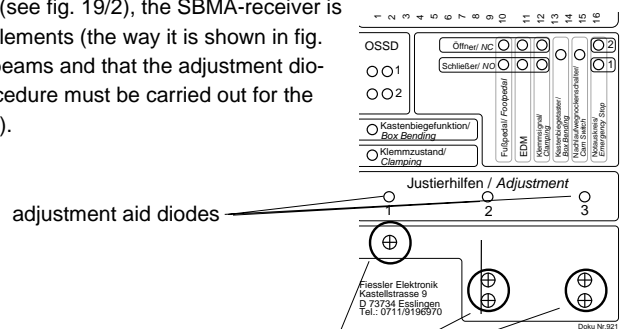 (see fig. 19/2), the SBMA-receiver is
lements (the way it is shown in fig.
beams and that the adjustment dio-
cedure must be carried out for the
).
adjustment aid diodes
1 2 3 4 5 6 7 8 9 10 11 12 13 14 15 16
OSSD
1
2
Öffner/ NC
2
Schließer/ NO
1
Fußpedal/ Footpedal
EDM
Klemmsignal/
Clamping
Kastenbiegetaster/
Box Bending
Nachlaufwegnockenschalter/
Cam Switch
Notauskreis/
Emergency Stop
Kastenbiegefunktion/
Box Bending
Klemmzustand/
Clamping
Justierhilfen / Adjustment
1 2 3
Fiessler Elektronik
Kastellstrasse 9
D 73734 Esslingen
Tel.: 0711/9196970
Doku Nr.921